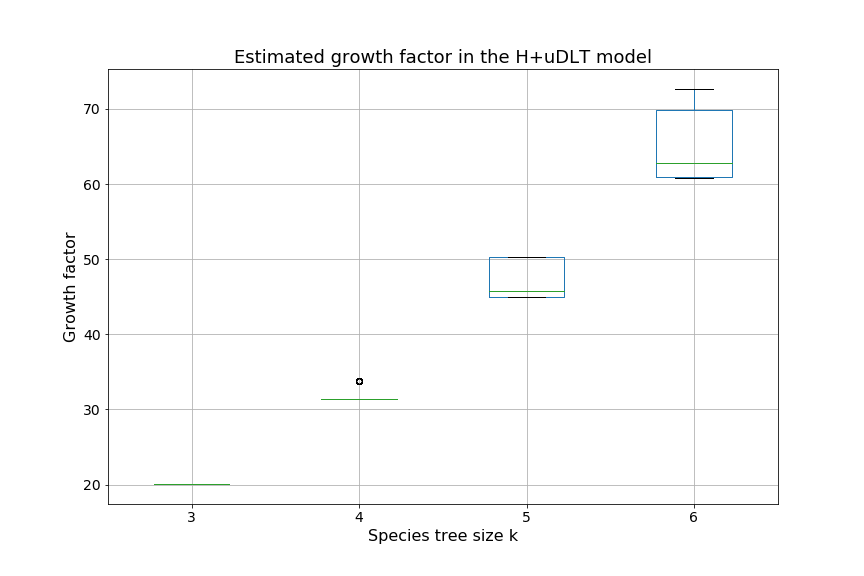 Estimated growth factor in the H+uDLT model
Growth factor
70
60
50
40
30
20
3 4 5 6
Species tree size k